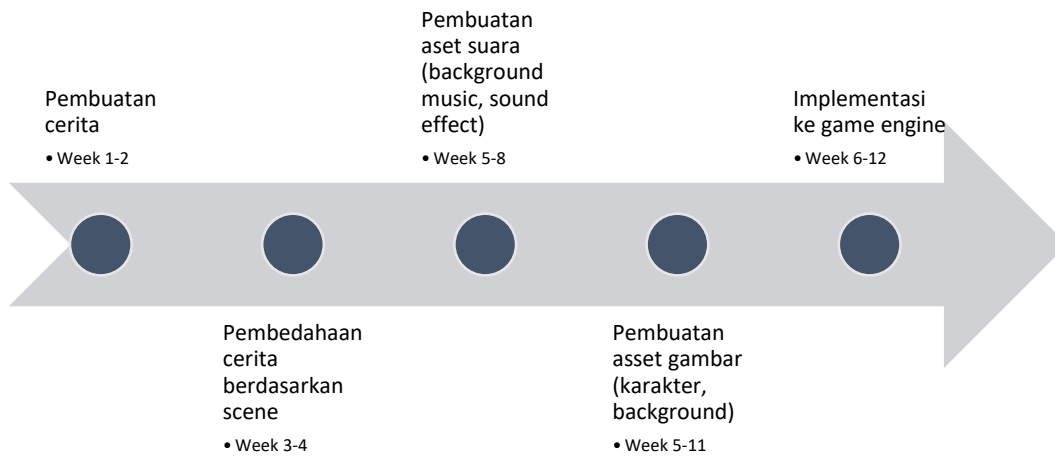 Pembuatan
cerita
• Week 1-2
Pembedahaan
cerita
berdasarkan
scene
• Week 3-4
Pembuatan
aset suara
(background
music, sound
effect)
• Week 5-8
Pembuatan
asset gambar
(karakter,
background)
• Week 5-11
Implementasi
ke game engine
• Week 6-12